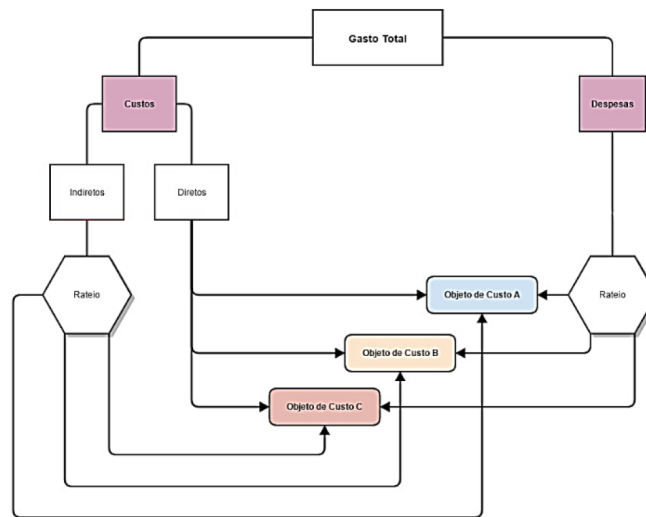 Gasto Total
Custos
Despesas
Indiretos
Diretos
Rateio
Objeto de Custo A
Rateio
Objeto de Custo B
Objeto de Custo C